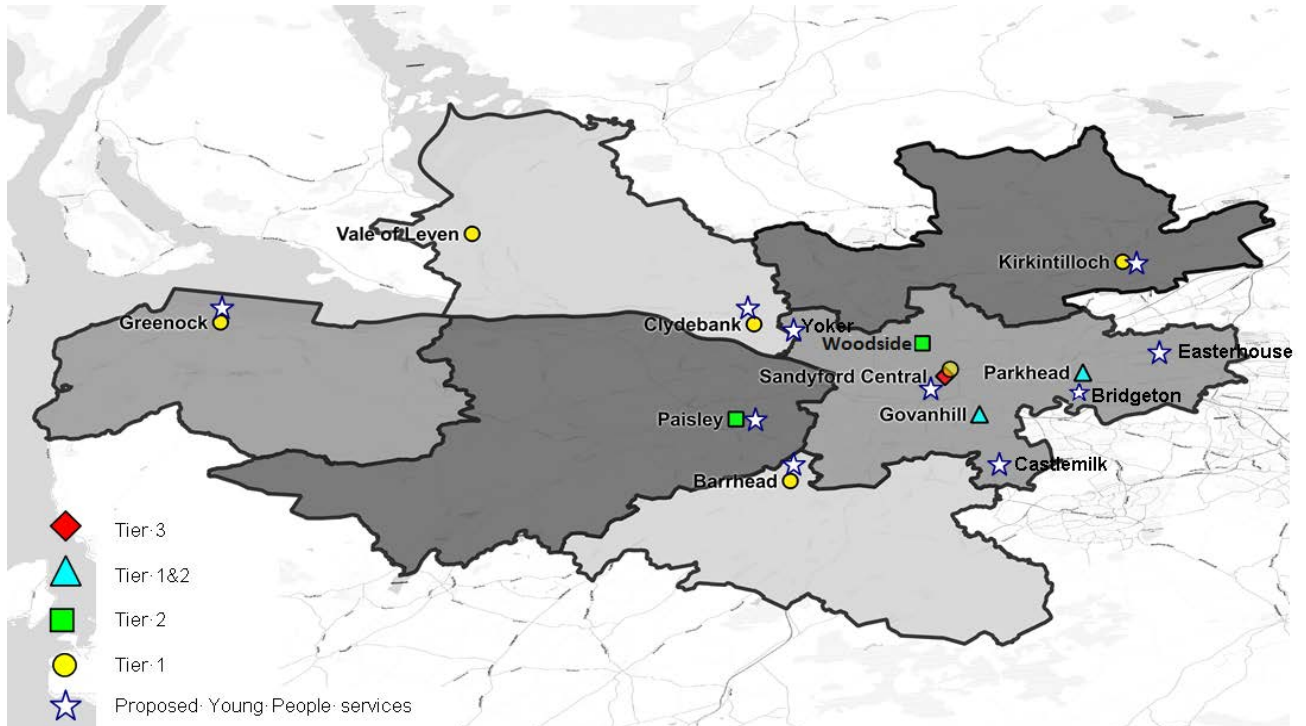 Vale of Leven
Kirkintilloch
Greenock
Clydebank
Yoker
Woodside
Easterhouse
Sandyford Central
Parkhead
Bridgeton
Govanhill
Paisley
Castlemilk
Barrhead
Tier 3
Tier 1&2
Tier 2
Tier 1
Proposed Young People services